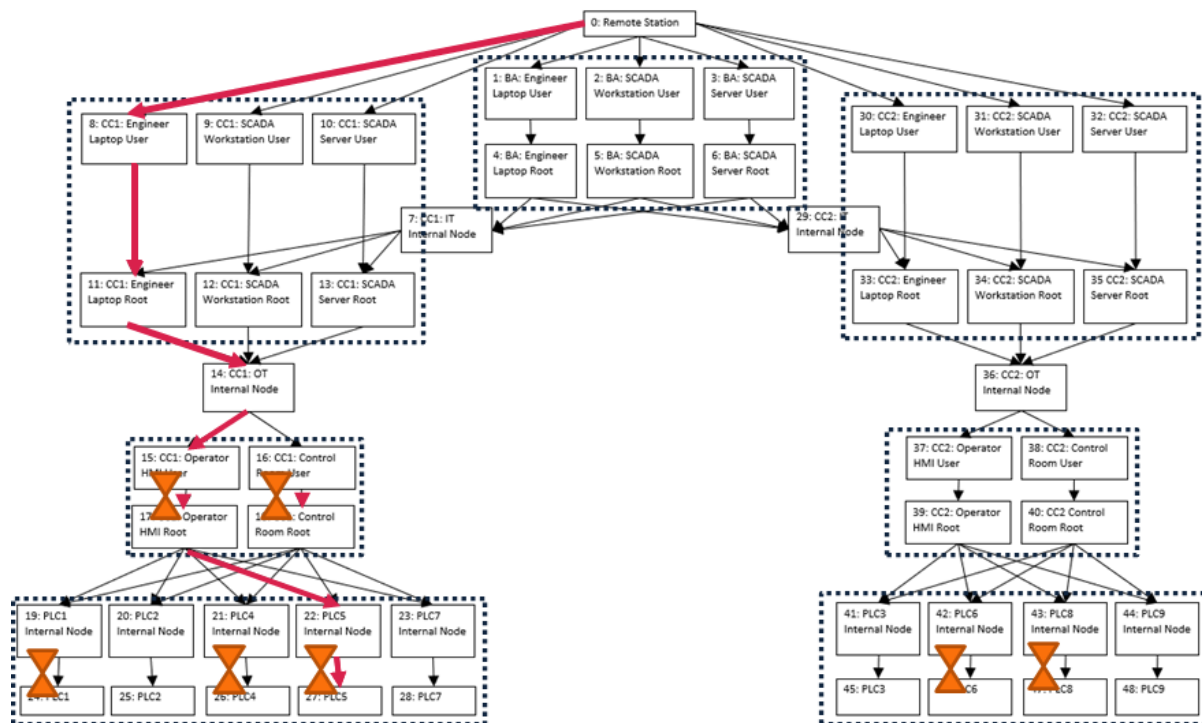 0: Remote Station
1: BA: Engineer
Laptop User
2: BA: SCADA
Workstation User
3: BA: SCADA
Server User
8: CC1: Engineer
Laptop User
9: CC1: SCADA
Workstation User
10: CC1: SCADA
Server User
30: CC2: Engineer
Laptop User
31: CC2: SCADA
Workstation User
32: CC2: SCADA
Server User
4: BA: Engineer
Laptop Root
5: BA: SCADA
Workstation Root
6: BA: SCADA
Server Root
7: CC1: IT
Internal Node
29: CC2: IT
Internal Node
11: CC1: Engineer
Laptop Root
12: CC1: SCADA
Workstation Root
13: CC1: SCADA
Server Root
33: CC2: Engineer
Laptop Root
34: CC2: SCADA
Workstation Root
35 CC2: SCADA
Server Root
14: CC1: OT
Internal Node
36: CC2: OT
Internal Node
15: CC1: Operator
HMI User
16: CC1: Control
Room User
37: CC2: Operator
HMI User
38: CC2: Control
Room User
Operator
HMI Root
Control
Room Root
39: CC2: Operator
HMI Root
40: CC2 Control
Room Root
19: PLC1
Internal Node
20: PLC2
Internal Node
21: PLC4
Internal Node
22: PLC5
Internal Node
23: PLC7
Internal Node
41: PLC3
Internal Node
42: PLC6
Internal Node
43: PLC8
Internal Node
44: PLC9
Internal Node
24: PLC1
25: PLC2
26: PLC4
27: PLC5
28: PLC7
45: PLC3
PLC8
48: PLC9